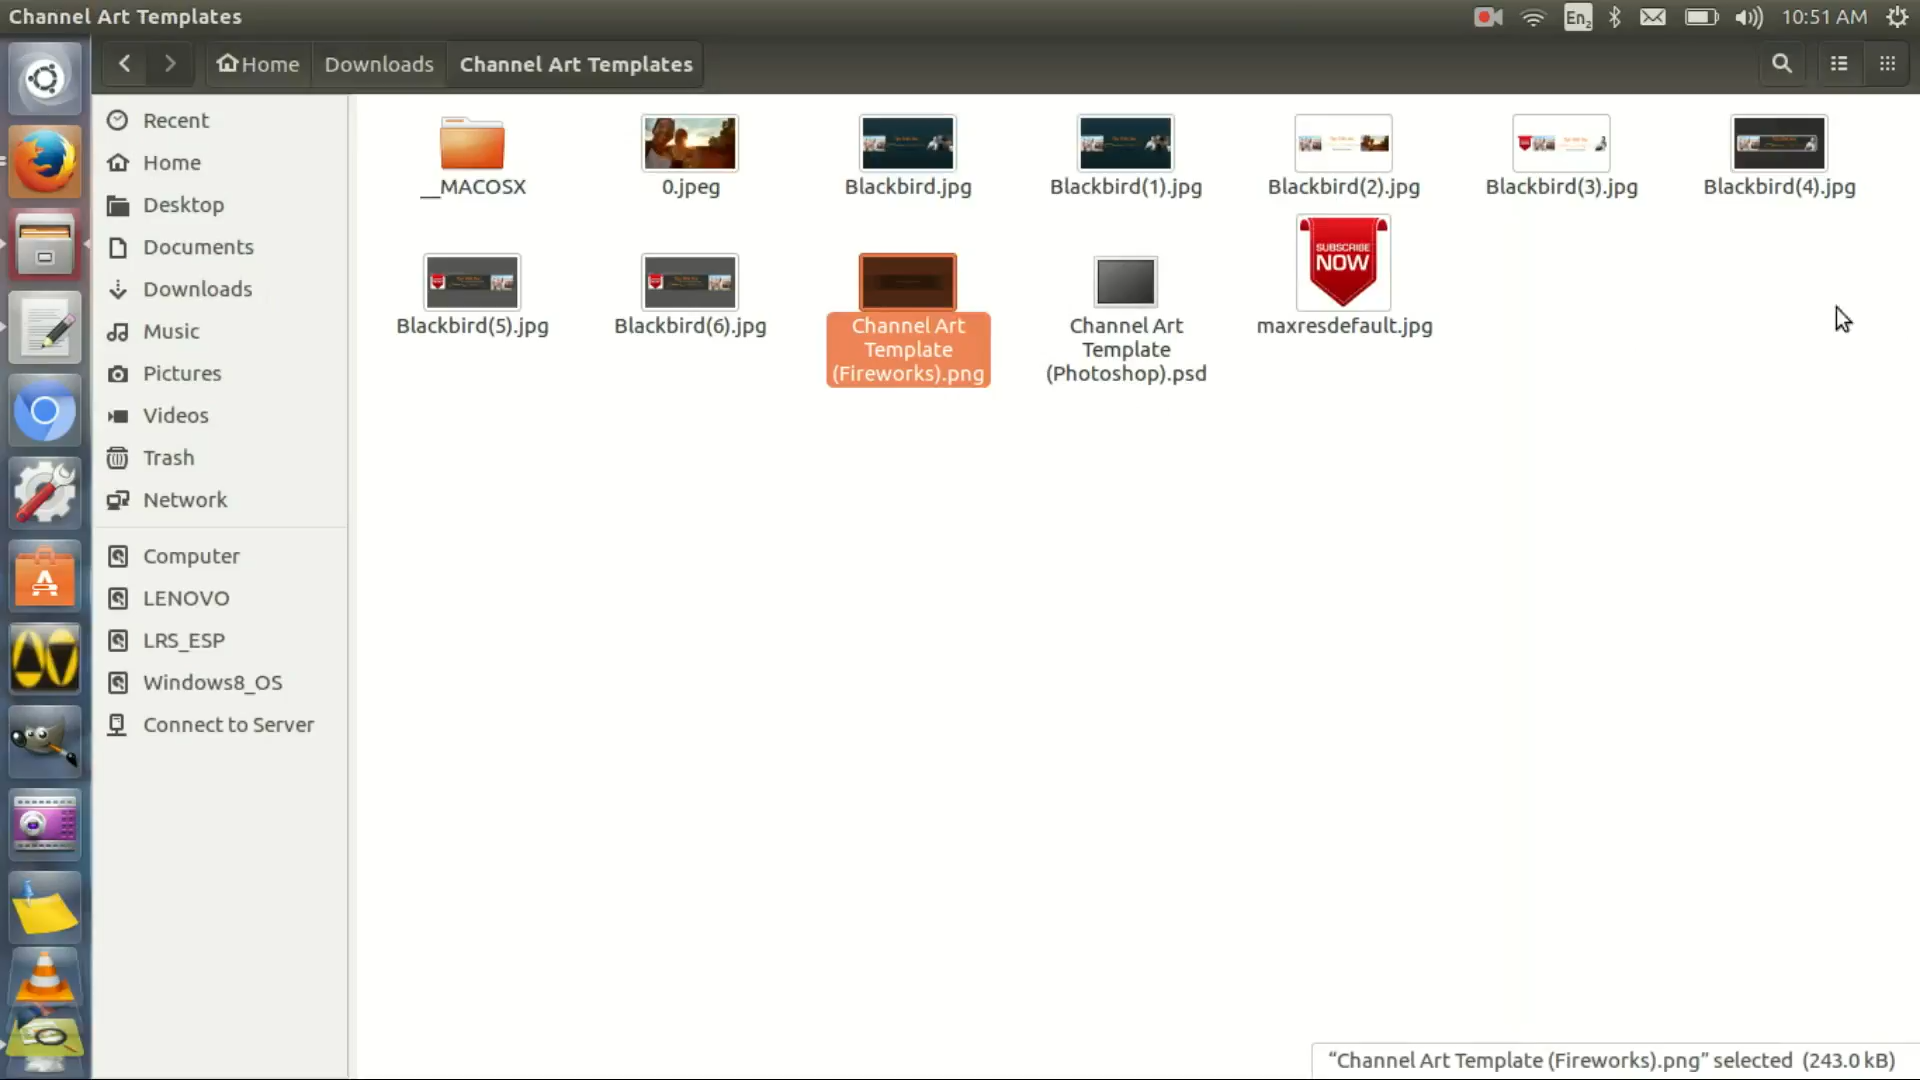 Channel Art Templates
En2
10:51 AM
Home
Downloads
Channel Art Templates
Recent
Home
Desktop
Documents
Downloads
Music
Pictures
Videos
Trash
Network
Computer
LENOVO
LRS_ESP
Windows8_OS
Connect to Server
__MACOSX
0.jpeg
Blackbird.jpg
Blackbird(1).jpg
Blackbird(2).jpg
Blackbird(3).jpg
Blackbird(4).jpg
Blackbird(5).jpg
Blackbird(6).jpg
Channel Art
Template
(Fireworks).png
Channel Art
Template
(Photoshop).psd
SUBSCRIBE
NOW
maxresdefault.jpg
“Channel Art Template (Fireworks).png” selected (243.0 kB)